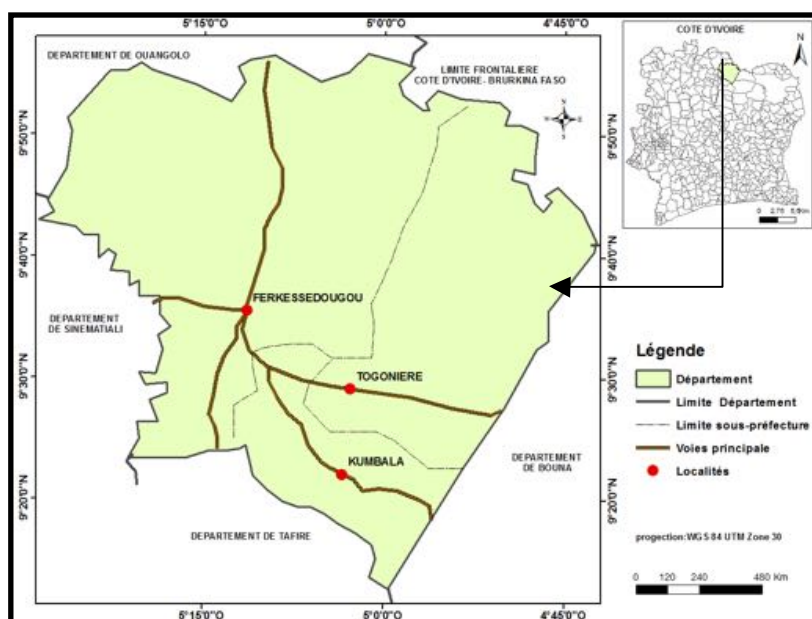 5°15'0"O
5°0'0"O
4°45'0"O
DEPARTEMENT DE OUANGOLO
LIMITE FRONTALIERE
COTE D'IVOIRE- BRURKINA FASO
9°50'0"N
9°50'0"N
9°40'0"N
9°40'0"N
FERKESSEDOUGOU
DEPARTEMENT
DE SINEMATIALI
9°30'0"N
9°30'0"N
TOGONIERE
KUMBALA
DEPARTEMENT
DE BOUNA
9°20'0"N
9°20'0"N
DEPARTEMENT DE TAFIRE
5°15'0"O
5°0'0"O
4°45'0"O
COTE D'IVOIRE
N
Légende
Département
Limite Département
Limite sous-préfecture
Voies principale
Localités
progection:WGS 84 UTM Zone 30
0 120 240 480 Km